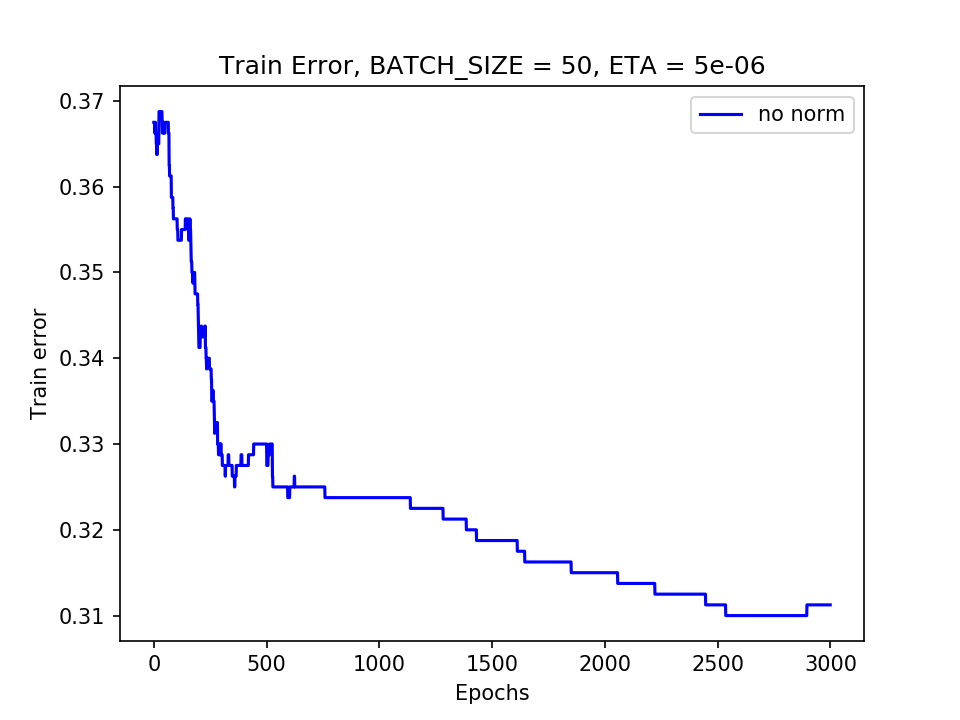 Train Error, BATCH_SIZE = 50, ETA = 5e-06
no norm
Train error
0.37
0.36
0.35
0.34
0.33
0.32
0.31
0 500 1000 1500 2000 2500 3000
Epochs